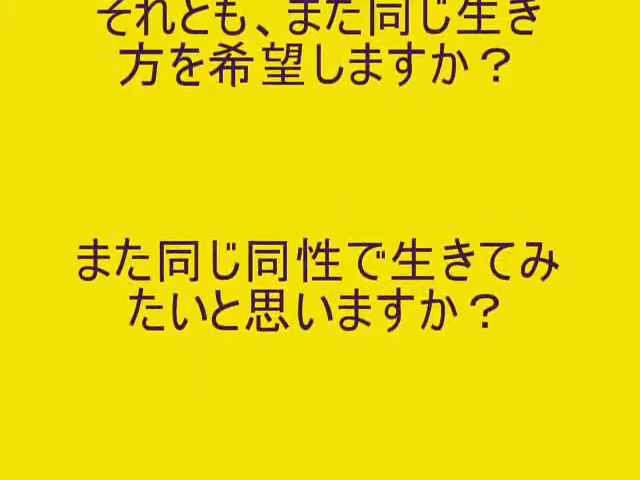 それとも、また同じ生き
方を希望しますか？
また同じ同性で生きてみ
たいと思いますか？